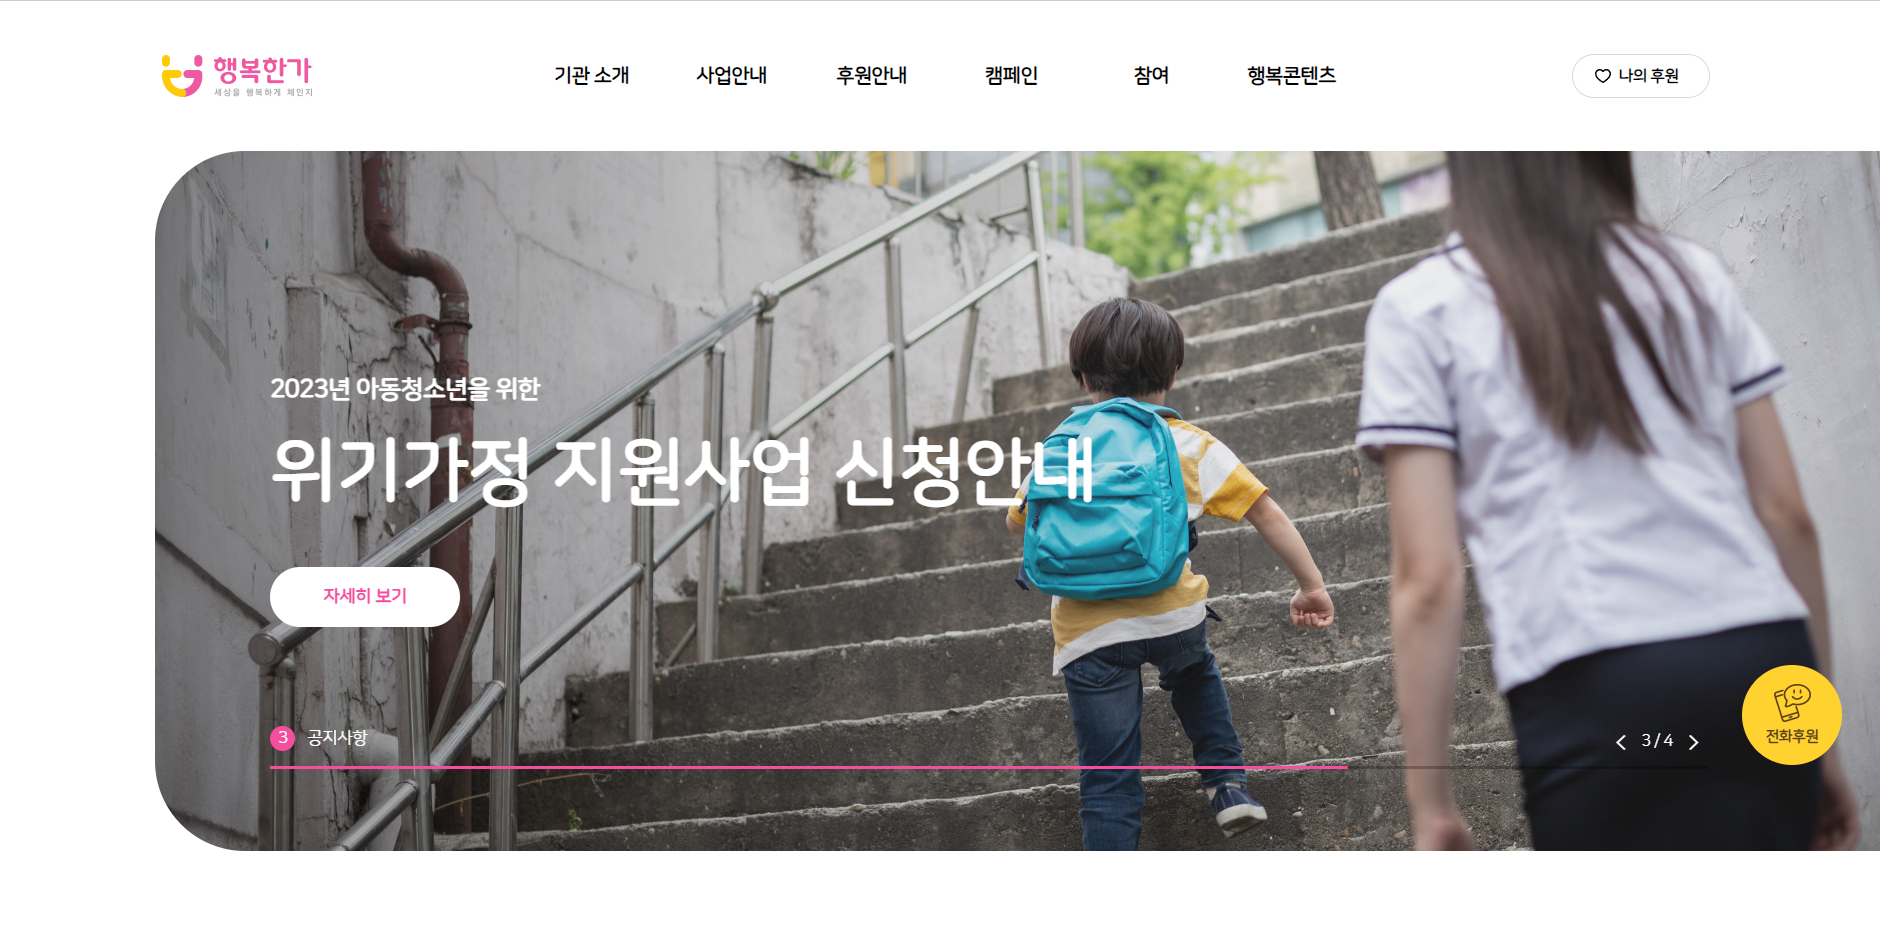 행복한가
세상을 행복하게 체인지
기관 소개
사업안내
후원안내
캠페인
참여
행복콘텐츠
나의 후원
2023년 아동청소년을 위한
위기가정 지원사업 신청안내
자세히 보기
3 공지사항
3 / 4
전화후원